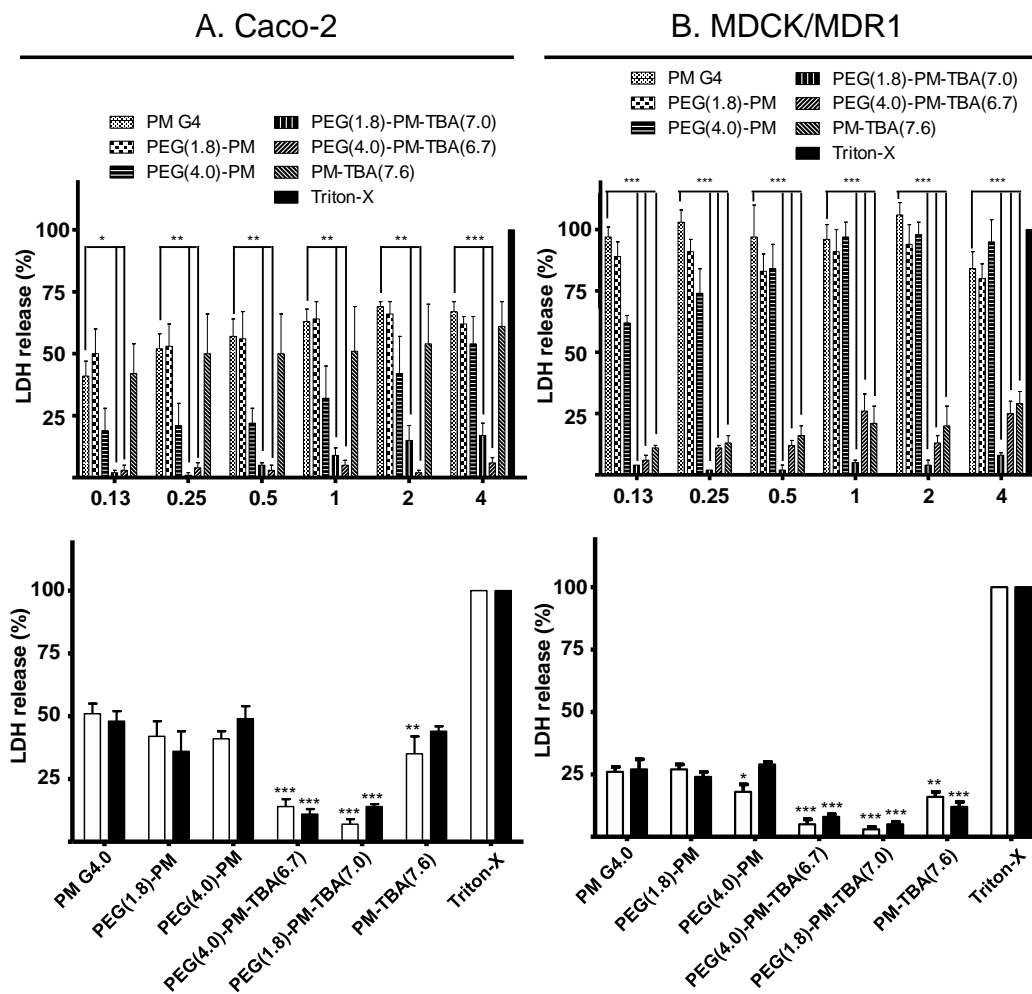 A. Caco-2
PM G4
PEG(1.8)-PM
PEG(4.0)-PM
PEG(1.8)-PM-TBA(7.0)
PEG(4.0)-PM-TBA(6.7)
PM-TBA(7.6)
Triton-X
LDH release (%)
100
75
50
25
* ** ** ** ** ***
0.13 0.25 0.5 1 2 4
B. MDCK/MDR1
PM G4
PEG(1.8)-PM
PEG(4.0)-PM
PEG(1.8)-PM-TBA(7.0)
PEG(4.0)-PM-TBA(6.7)
PM-TBA(7.6)
Triton-X
LDH release (%)
100
75
50
25
*** *** *** *** *** ***
0.13 0.25 0.5 1 2 4
LDH release (%)
100
75
50
25
*** *** *** *** **
PM G4.0
PEG(1.8)-PM
PEG(4.0)-PM
PEG(4.0)-PM-TBA(6.7)
PEG(1.8)-PM-TBA(7.0)
PM-TBA(7.6)
Triton-X
LDH release (%)
100
75
50
25
* *** *** *** *** ** ***
PM G4.0
PEG(1.8)-PM
PEG(4.0)-PM
PEG(4.0)-PM-TBA(6.7)
PEG(1.8)-PM-TBA(7.0)
PM-TBA(7.6)
Triton-X